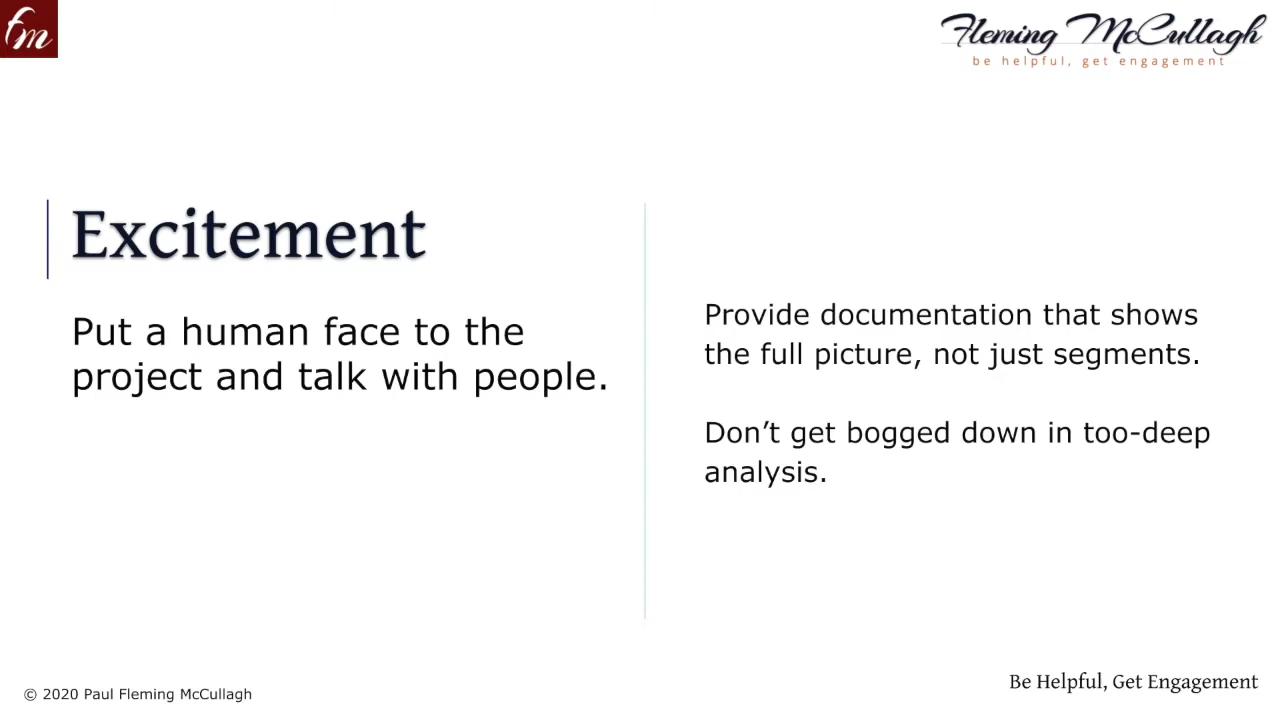 fm
Fleming McCullagh
be helpful, get engagement
Excitement
Put a human face to the
project and talk with people.
Provide documentation that shows
the full picture, not just segments.
Don’t get bogged down in too-deep
analysis.
© 2020 Paul Fleming McCullagh
Be Helpful, Get Engagement